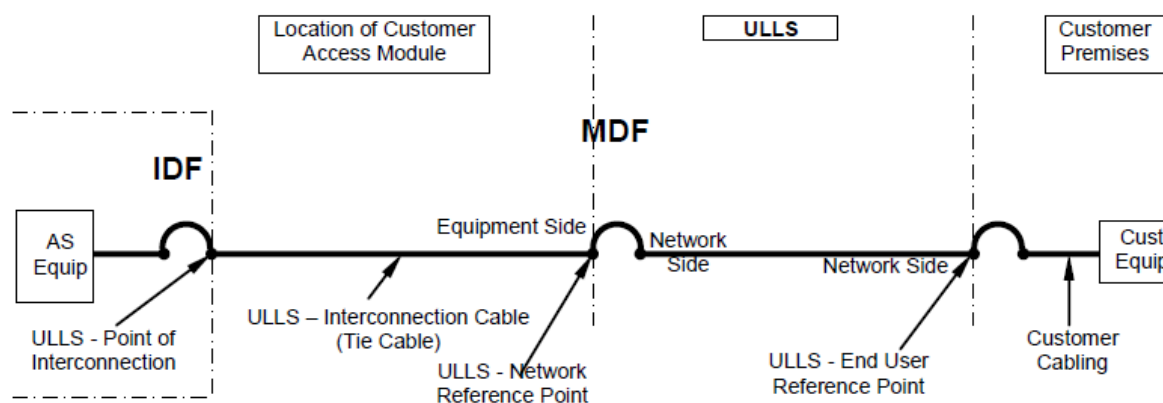 Location of Customer
Access Module
ULLS
Customer
Premises
IDF
MDF
AS
Equip
Equipment Side
Network
Side
Network Side
Cust
Equip
ULLS - Point of
Interconnection
ULLS – Interconnection Cable
(Tie Cable)
ULLS - Network
Reference Point
ULLS - End User
Reference Point
Customer
Cabling